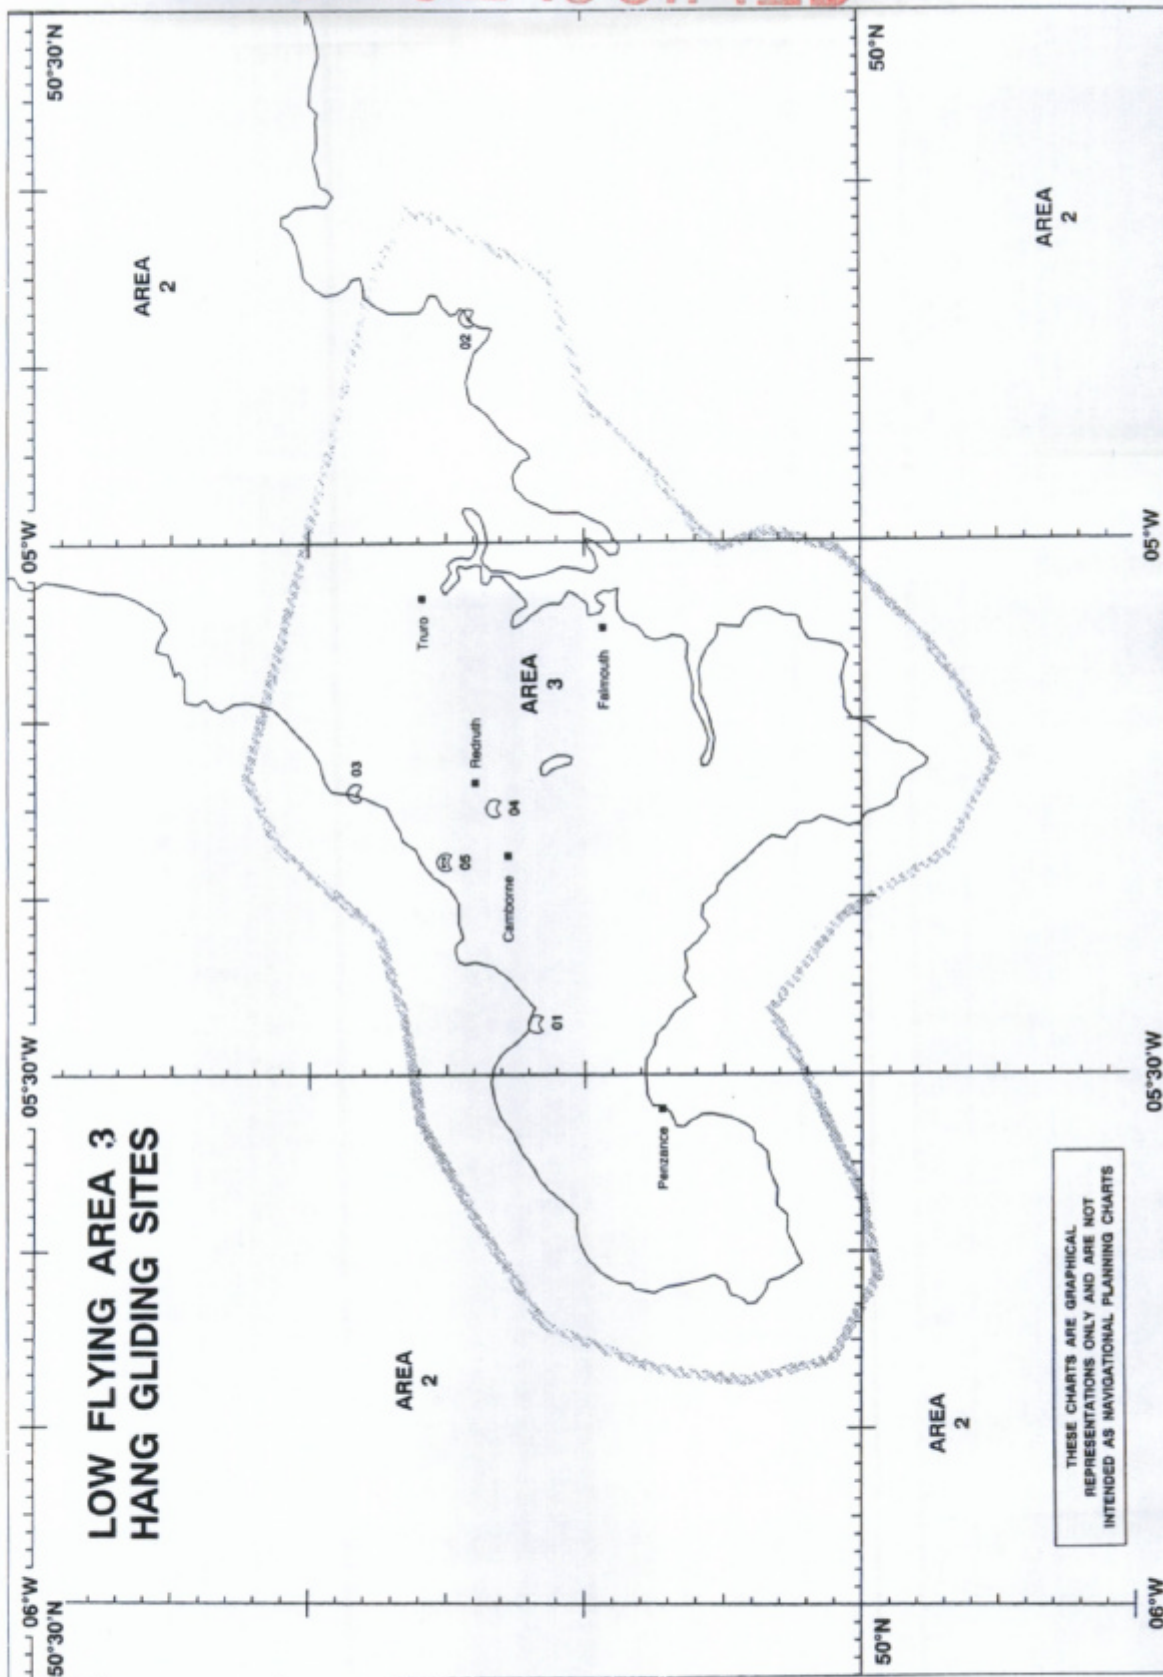 LOW FLYING AREA 3
HANG GLIDING SITES
06°W
05°30'W
05°W
50°30'N
50°30'N
AREA
2
AREA
2
03
05
Redruth
Truro
02
04
Camborne
AREA
3
01
Falmouth
Penzance
50°N
50°N
AREA
2
AREA
2
THESE CHARTS ARE GRAPHICAL
REPRESENTATIONS ONLY AND ARE NOT
INTENDED AS NAVIGATIONAL PLANNING CHARTS
06°W
05°30'W
05°W